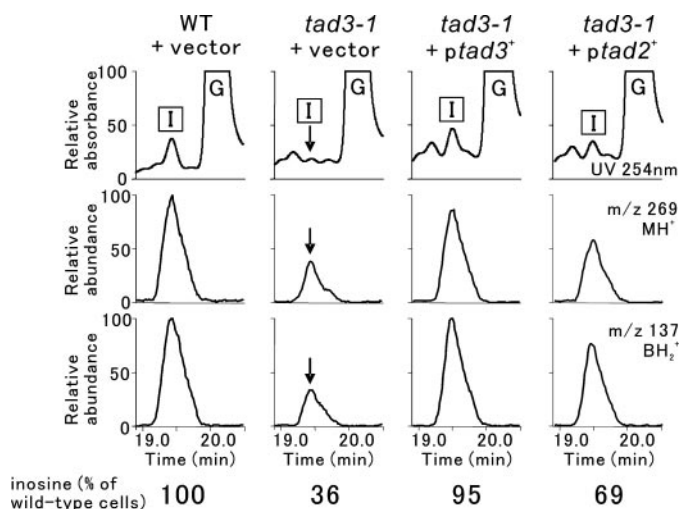 WT + vector
tad3-1 + vector
tad3-1 + ptad3⁺
tad3-1 + ptad2⁺
Relative absorbance
100
50
0
I
G
I
G
I
G
I
G
UV 254nm
Relative abundance
100
50
0
m/z 269
MH⁺
Relative abundance
100
50
0
m/z 137
BH₂⁺
19.0 20.0 19.0 20.0 19.0 20.0 19.0 20.0
Time (min) Time (min) Time (min) Time (min)
inosine (% of wild-type cells) 100 36 95 69